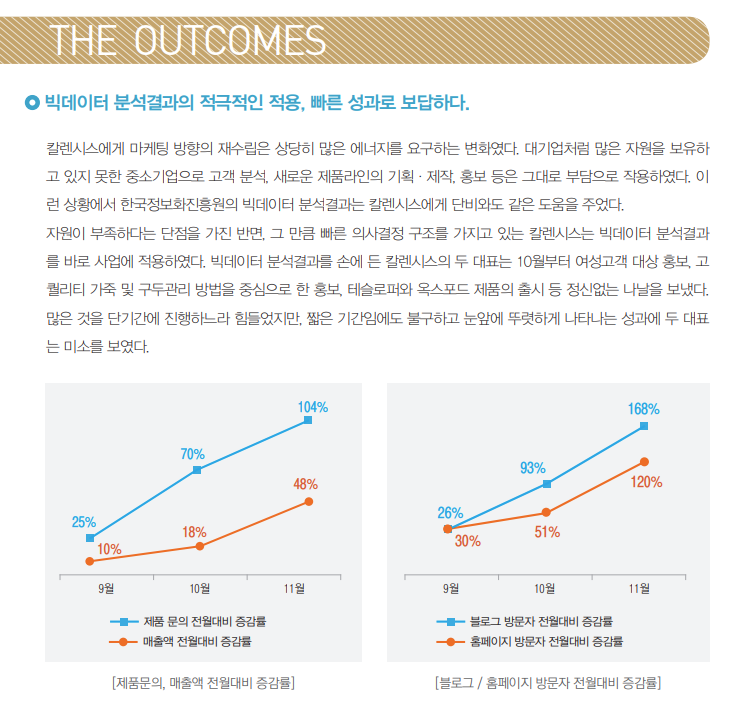 THE OUTCOMES
빅데이터 분석결과의 적극적인 적용, 빠른 성과로 보답하다.
칼렌시스에게 마케팅 방향의 재수립은 상당히 많은 에너지를 요구하는 변화였다. 대기업처럼 많은 자원을 보유하
고 있지 못한 중소기업으로 고객 분석, 새로운 제품라인의 기획 · 제작, 홍보 등은 그대로 부담으로 작용하였다. 이
런 상황에서 한국정보화진흥원의 빅데이터 분석결과는 칼렌시스에게 단비와도 같은 도움을 주었다.
자원이 부족하다는 단점을 가진 반면, 그 만큼 빠른 의사결정 구조를 가지고 있는 칼렌시스는 빅데이터 분석결과
를 바로 사업에 적용하였다. 빅데이터 분석결과를 손에 든 칼렌시스의 두 대표는 10월부터 여성고객 대상 홍보, 고
퀄리티 가죽 및 구두관리 방법을 중심으로 한 홍보, 테슬로퍼와 옥스포드 제품의 출시 등 정신없는 나날을 보냈다.
많은 것을 단기간에 진행하느라 힘들었지만, 짧은 기간임에도 불구하고 눈앞에 뚜렷하게 나타나는 성과에 두 대표
는 미소를 보였다.
104%
70%
48%
25%
18%
10%
9월 10월 11월
제품 문의 전월대비 증감률
매출액 전월대비 증감률
[제품문의, 매출액 전월대비 증감률]
168%
93%
120%
26%
51%
30%
9월 10월 11월
블로그 방문자 전월대비 증감률
홈페이지 방문자 전월대비 증감률
[블로그 / 홈페이지 방문자 전월대비 증감률]